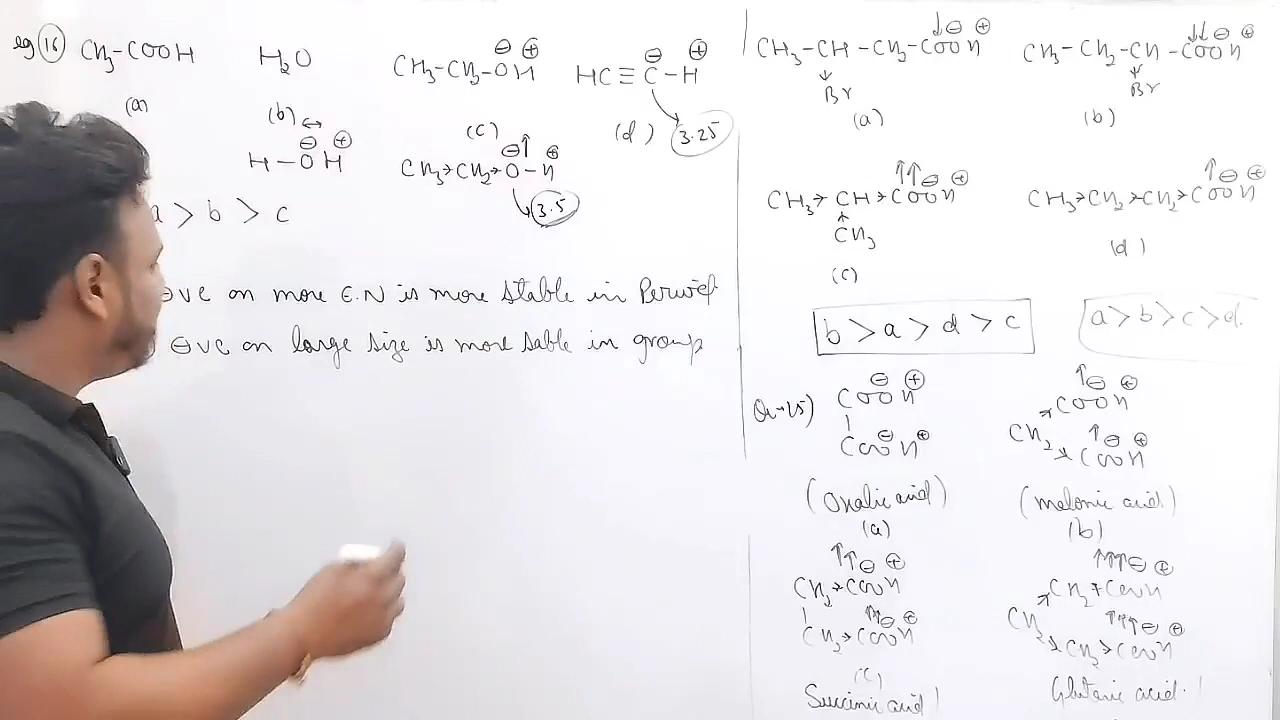 eg (16) CH3-COOH H2O CH3-CH2-OH ⊖ ⊕ HC≡C-H ⊖ ⊕
(a) (b) (c) (d) 3.25
H-OH ⊖ ⊕ CH3→CH2→O-H ⊖ ⊕
3.5
a > b > c
⊖ve on more E.N is more stable in Period
⊖ve on large size is more sable in group
CH3-CH-CH2-COOH ⊖ ⊕ CH3-CH2-CH-COOH ⊖ ⊕
Br Br
(a) (b)
CH3→CH→COOH ⊖ ⊕ CH3→CH2→CH2→COOH ⊖ ⊕
CH3
(c) (d)
b > a > d > c a > b > c > d.
Qu→15) COOH ⊖ ⊕ COOH ⊖ ⊕
COOH ⊖ ⊕ CH2 COOH ⊖ ⊕
(Oxalic acid) (melonic acid)
(a) (b)
CH2→COOH ⊖ ⊕ CH2→COOH ⊖ ⊕
CH2→COOH ⊖ ⊕ CH2 CH2→COOH ⊖ ⊕
(c)
Succinic acid Glutaric acid.